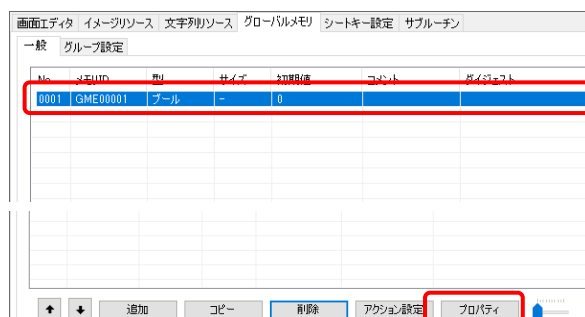 画面エディタ イメージリソース 文字列リソース グローバルメモリ シートキー設定 サブルーチン
一般 グループ設定
No. メモリID 型 サイズ 初期値 コメント ダイジェスト
0001 GME00001 ブール - 0
追加 コピー 削除 アクション設定 プロパティ